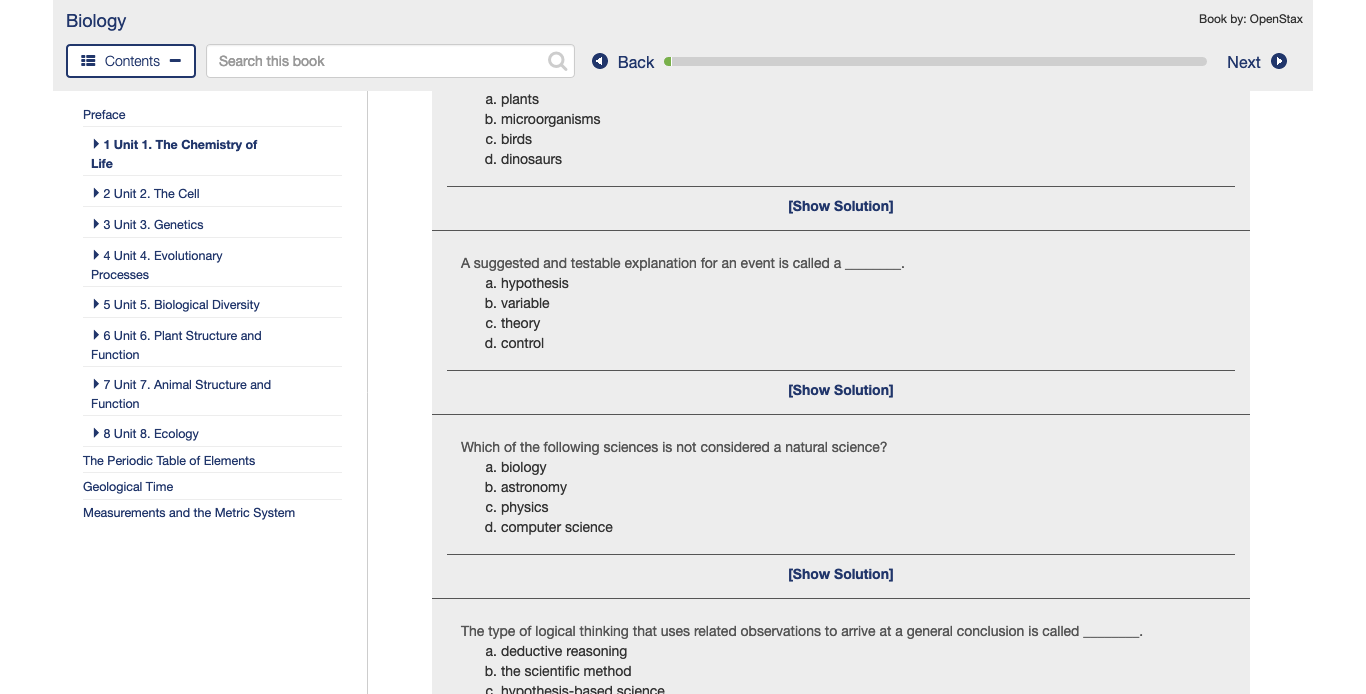 Biology
Book by: OpenStax
Contents
Search this book
Back
Next
Preface
1 Unit 1. The Chemistry of
Life
2 Unit 2. The Cell
3 Unit 3. Genetics
4 Unit 4. Evolutionary
Processes
5 Unit 5. Biological Diversity
6 Unit 6. Plant Structure and
Function
7 Unit 7. Animal Structure and
Function
8 Unit 8. Ecology
The Periodic Table of Elements
Geological Time
Measurements and the Metric System
a. plants
b. microorganisms
c. birds
d. dinosaurs
[Show Solution]
A suggested and testable explanation for an event is called a ________.
a. hypothesis
b. variable
c. theory
d. control
[Show Solution]
Which of the following sciences is not considered a natural science?
a. biology
b. astronomy
c. physics
d. computer science
[Show Solution]
The type of logical thinking that uses related observations to arrive at a general conclusion is called ________.
a. deductive reasoning
b. the scientific method
c. hypothesis-based science